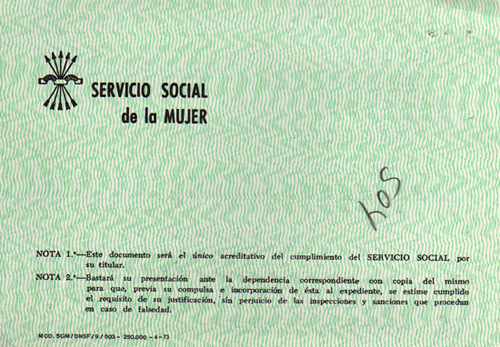 SERVICIO SOCIAL
de la MUJER
504
NOTA 1.ª—Este documento será el único acreditativo del cumplimiento del SERVICIO SOCIAL por
su titular.
NOTA 2.ª—Bastará su presentación ante la dependencia correspondiente con copia del mismo
para que, previa su compulsa e incorporación de ésta al expediente, se estime cumplido
el requisito de su justificación, sin perjuicio de las inspecciones y sanciones que procedan
en caso de falsedad.
MOD. SGM/DNSF/9/003 – 250.000 – 4-73